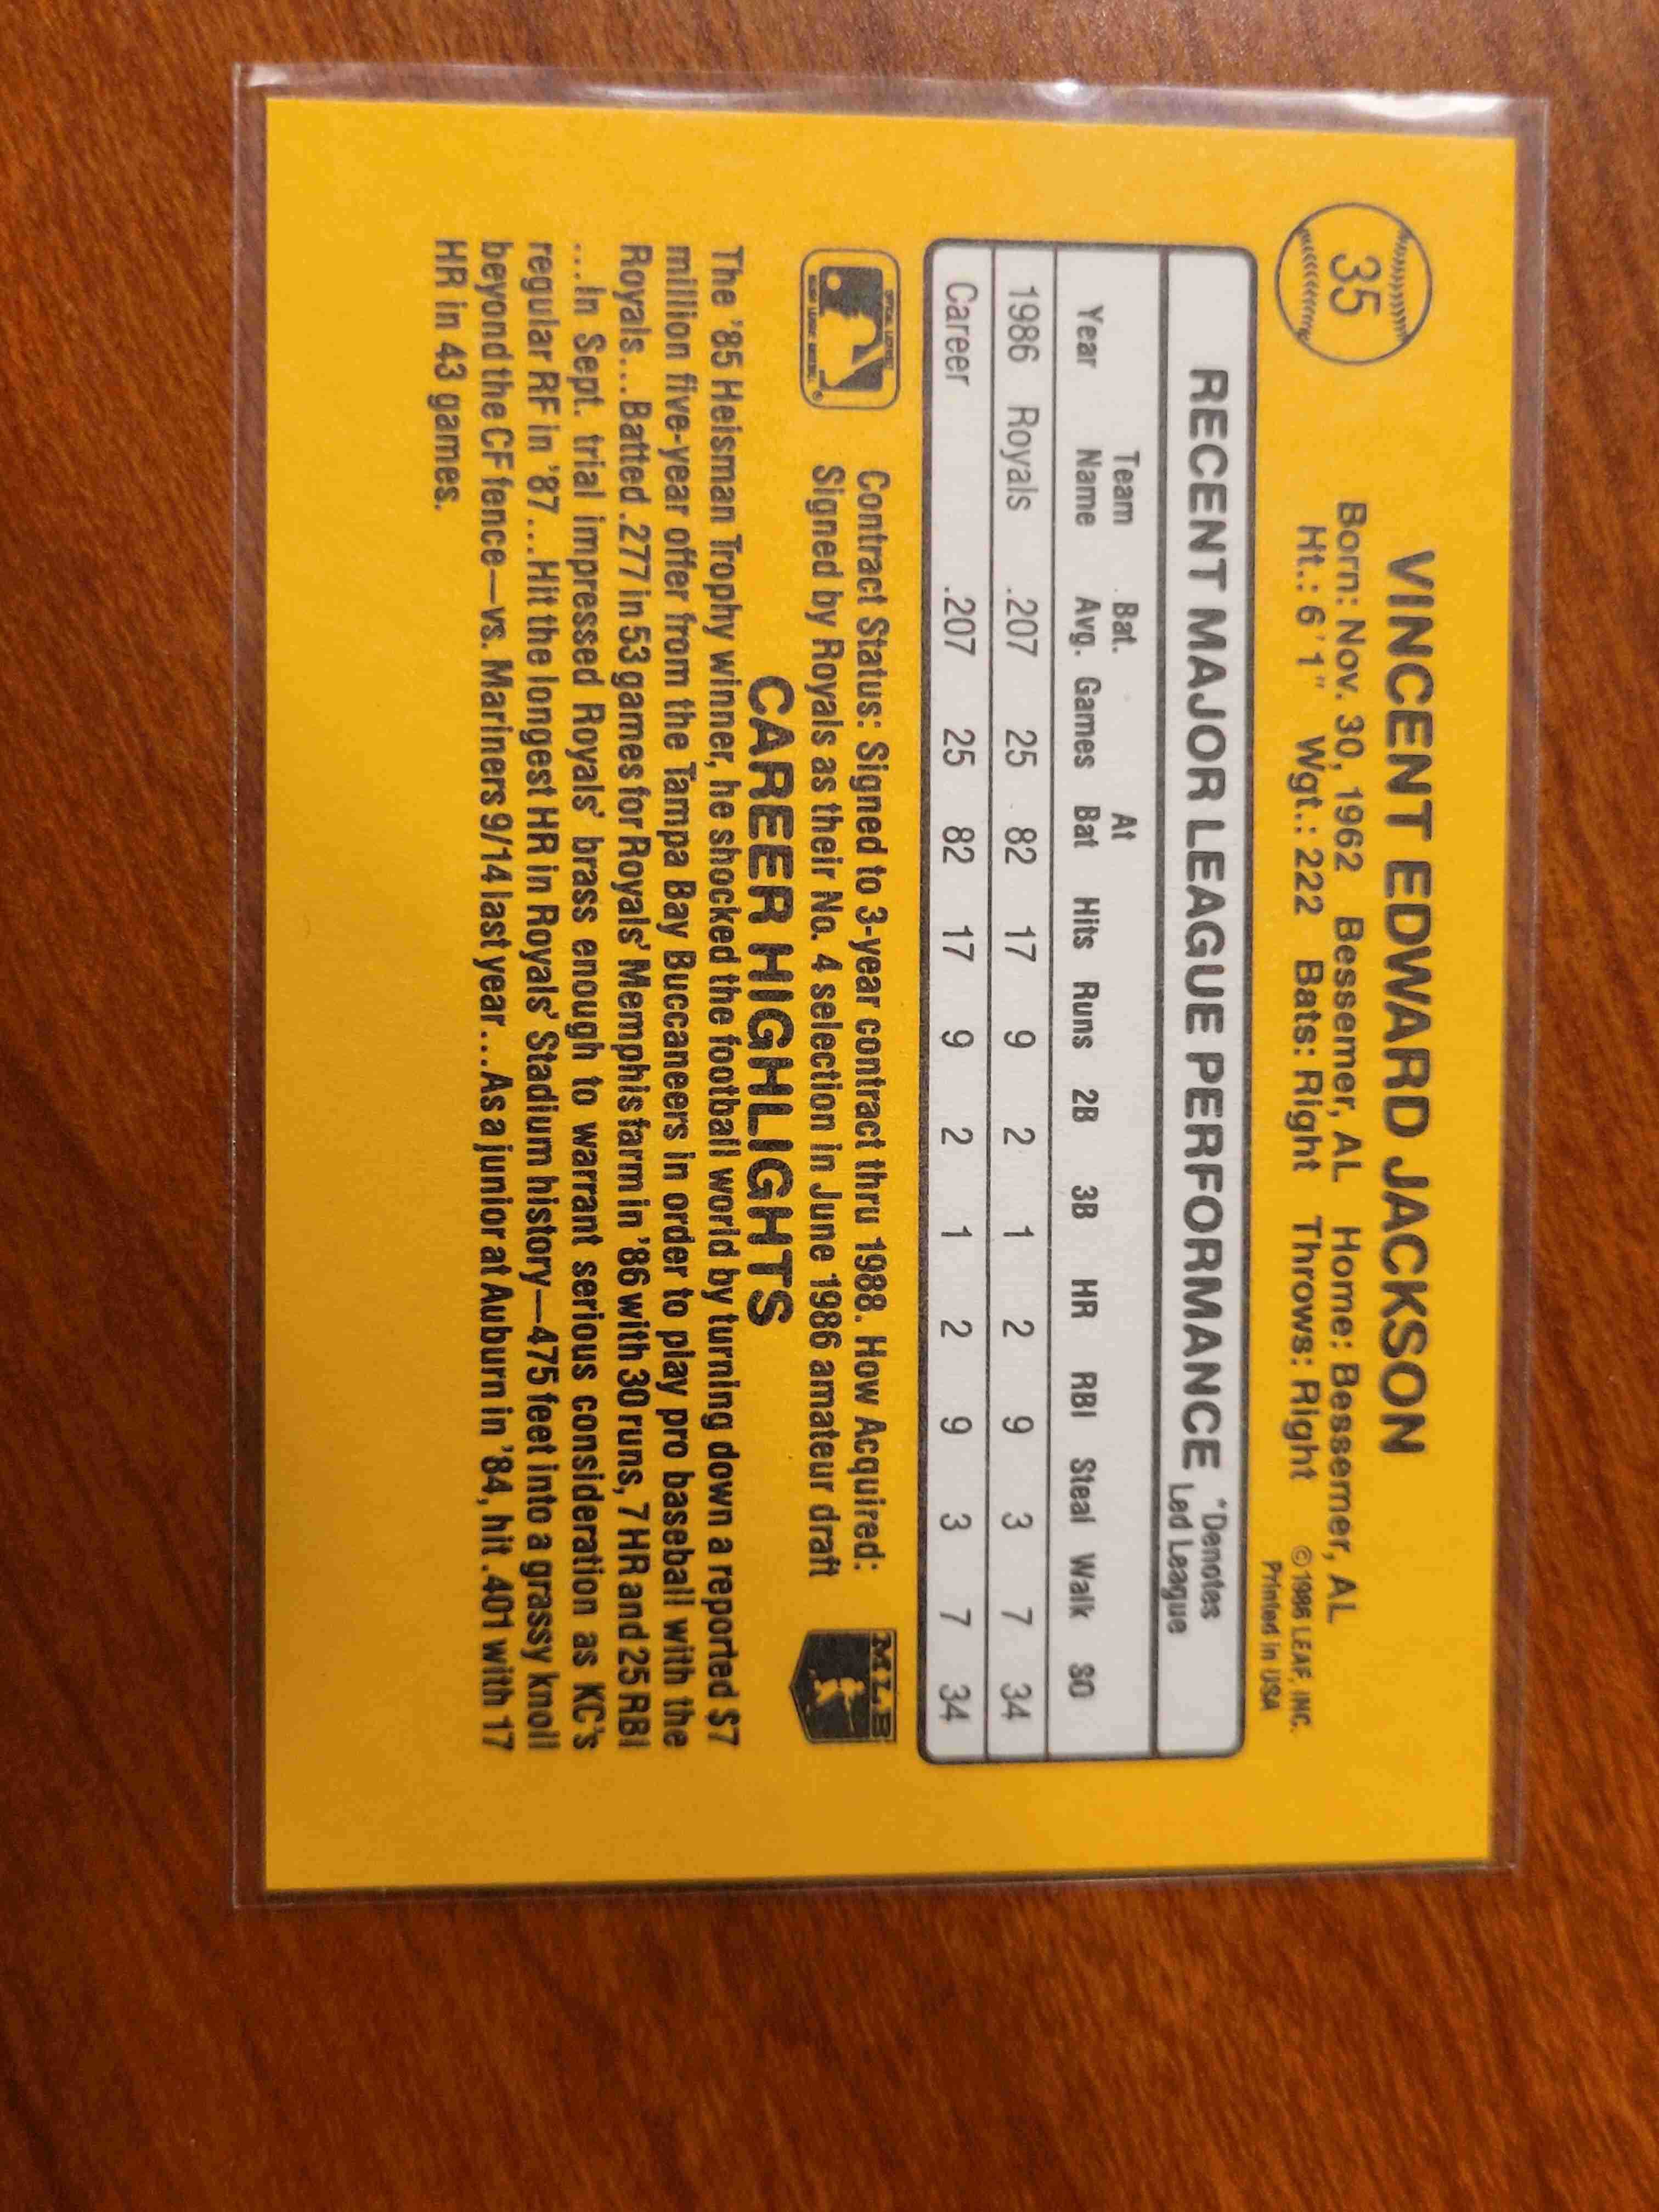 35
VINCENT EDWARD JACKSON
Born: Nov. 30, 1962 Bessemer, AL Home: Bessemer, AL
Ht.: 6'1" Wgt.: 222 Bats: Right Throws: Right
© 1986 LEAF, INC.
Printed in USA
RECENT MAJOR LEAGUE PERFORMANCE
*Denotes
Led League
Team Bat. At
Year Name Avg. Games Bat Hits Runs 2B 3B HR RBI Steal Walk SO
1986 Royals .207 25 82 17 9 2 1 2 9 3 7 34
Career .207 25 82 17 9 2 1 2 9 3 7 34
Contract Status: Signed to 3-year contract thru 1988. How Acquired:
Signed by Royals as their No. 4 selection in June 1986 amateur draft
MLB
CAREER HIGHLIGHTS
The '85 Heisman Trophy winner, he shocked the football world by turning down a reported $7
million five-year offer from the Tampa Bay Buccaneers in order to play pro baseball with the
Royals...Batted .277 in 53 games for Royals' Memphis farm in '86 with 30 runs, 7 HR and 25 RBI
...In Sept. trial impressed Royals' brass enough to warrant serious consideration as KC's
regular RF in '87...Hit the longest HR in Royals' Stadium history—475 feet into a grassy knoll
beyond the CF fence—vs. Mariners 9/14 last year...As a junior at Auburn in '84, hit .401 with 17
HR in 43 games.